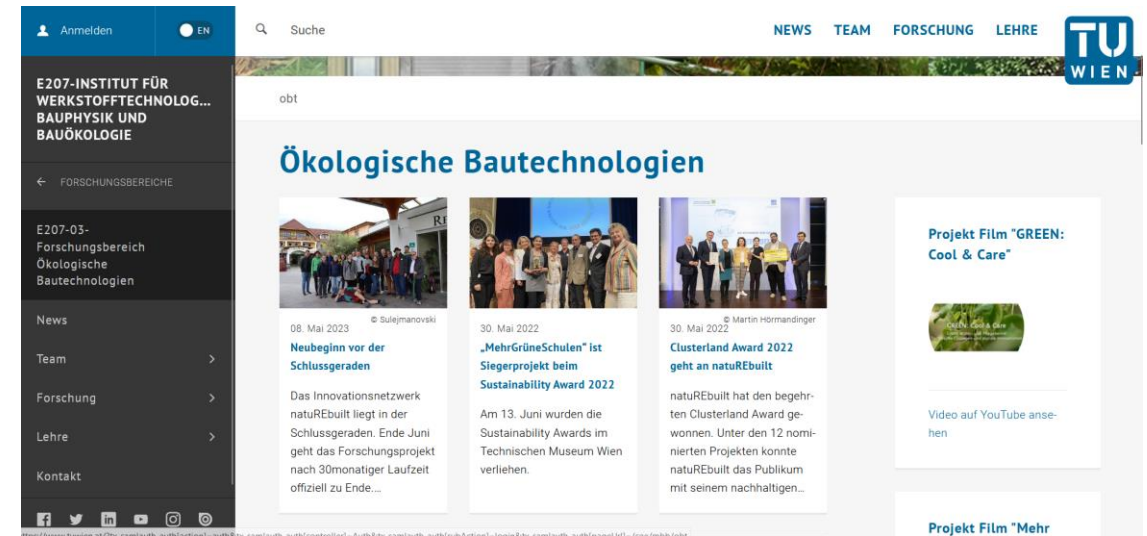 Anmelden
EN
Suche
NEWS TEAM FORSCHUNG LEHRE
TU
WIEN
E207-INSTITUT FÜR
WERKSTOFFTECHNOLOG...
BAUPHYSIK UND
BAUÖKOLOGIE
← FORSCHUNGSBEREICHE
E207-03-
Forschungsbereich
Ökologische
Bautechnologien
News
Team
Forschung
Lehre
Kontakt
obt
Ökologische Bautechnologien
© Sulejmanovski
08. Mai 2023
Neubeginn vor der
Schlussgeraden
Das Innovationsnetzwerk
natuREbuilt liegt in der
Schlussgeraden. Ende Juni
geht das Forschungsprojekt
nach 30monatiger Laufzeit
offiziell zu Ende...
30. Mai 2022
„MehrGrüneSchulen" ist
Siegerprojekt beim
Sustainability Award 2022
Am 13. Juni wurden die
Sustainability Awards im
Technischen Museum Wien
verliehen.
© Martin Hörmandinger
30. Mai 2022
Clusterland Award 2022
geht an natuREbuilt
natuREbuilt hat den begehr-
ten Clusterland Award ge-
wonnen. Unter den 12 nomi-
nierten Projekten konnte
natuREbuilt das Publikum
mit seinem nachhaltigen...
Projekt Film "GREEN:
Cool & Care"
GREEN: Cool & Care
Video auf YouTube anse-
hen
Projekt Film "Mehr